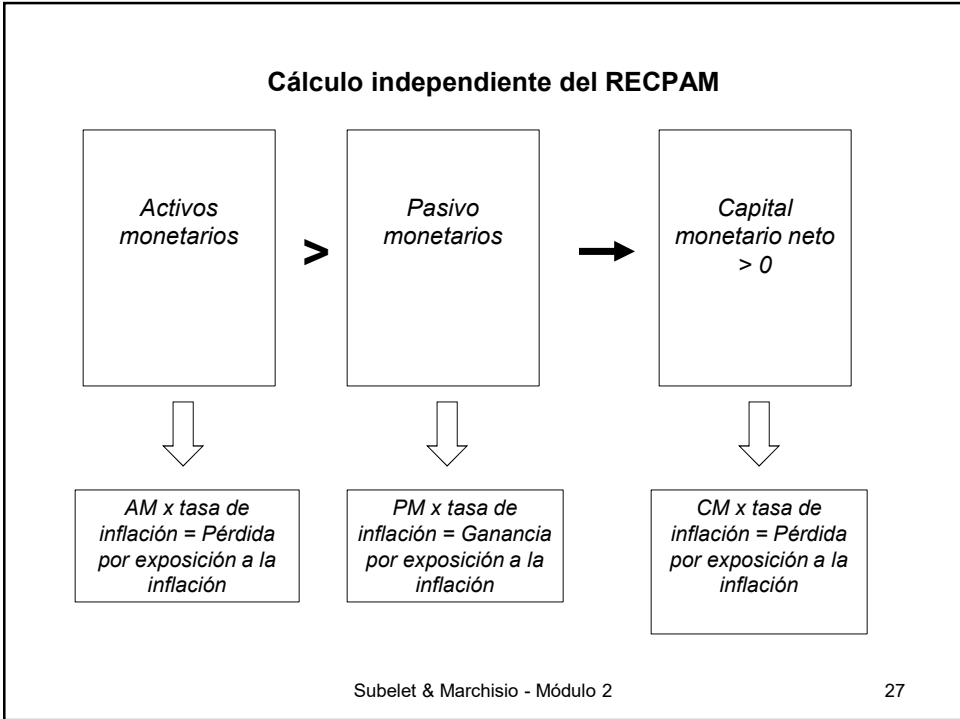 Cálculo independiente del RECPAM
Activos
monetarios
>
Pasivo
monetarios
Capital
monetario neto
> 0
AM x tasa de
inflación = Pérdida
por exposición a la
inflación
PM x tasa de
inflación = Ganancia
por exposición a la
inflación
CM x tasa de
inflación = Pérdida
por exposición a la
inflación
Subelet & Marchisio - Módulo 2
27